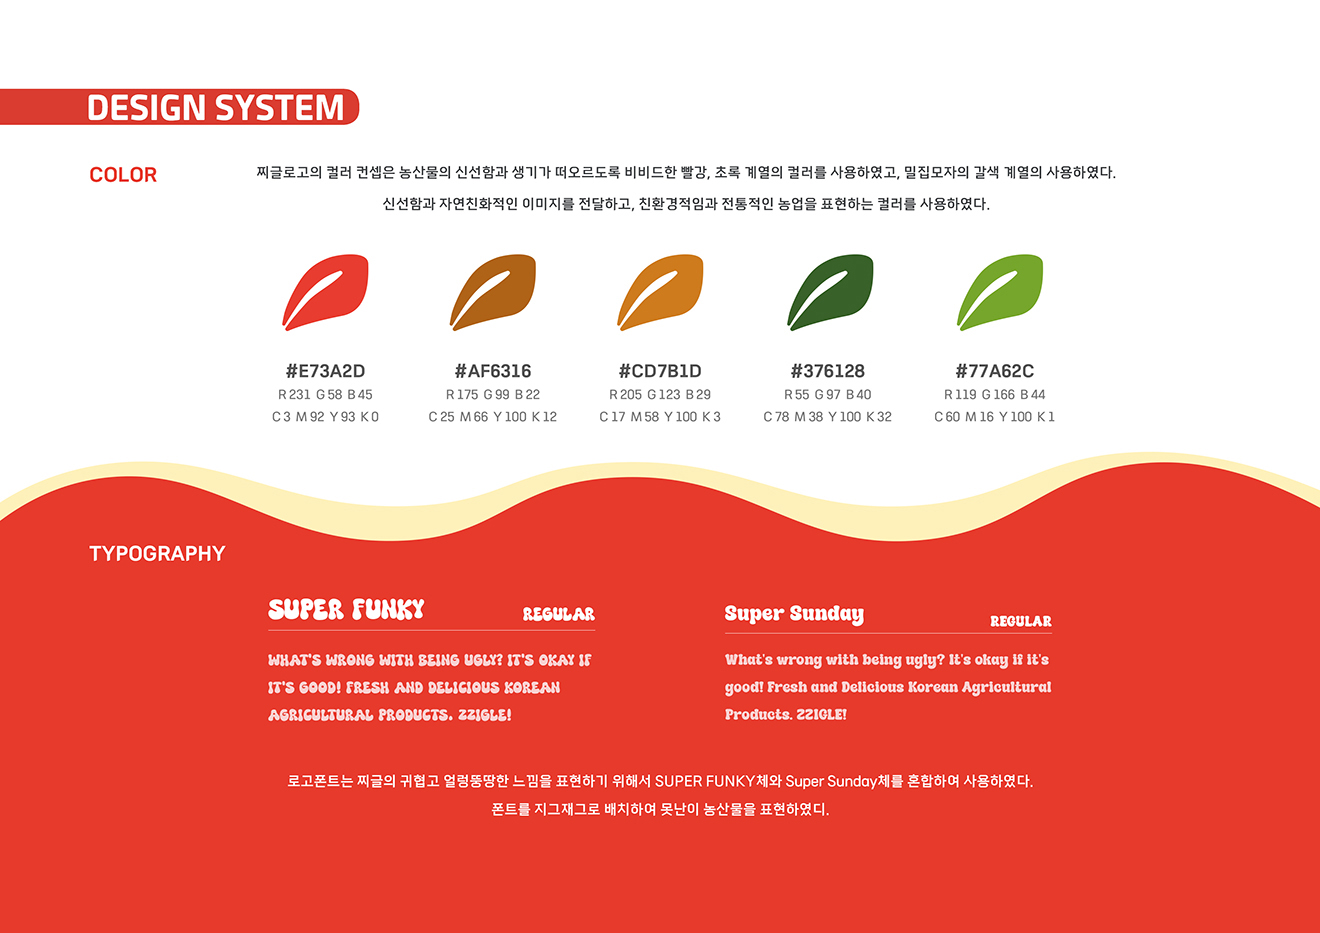 DESIGN SYSTEM
COLOR
찌글로고의 컬러 컨셉은 농산물의 신선함과 생기가 떠오르도록 비비드한 빨강, 초록 계열의 컬러를 사용하였고, 밀집모자의 갈색 계열의 사용하였다.
신선함과 자연친화적인 이미지를 전달하고, 친환경적임과 전통적인 농업을 표현하는 컬러를 사용하였다.
#E73A2D #AF6316 #CD7B1D #376128 #77A62C
R 231 G 58 B 45 R 175 G 99 B 22 R 205 G 123 B 29 R 55 G 97 B 40 R 119 G 166 B 44
C 3 M 92 Y 93 K 0 C 25 M 66 Y 100 K 12 C 17 M 58 Y 100 K 3 C 78 M 38 Y 100 K 32 C 60 M 16 Y 100 K 1
TYPOGRAPHY
SUPER FUNKY REGULAR
WHAT'S WRONG WITH BEING UGLY? IT'S OKAY IF
IT'S GOOD! FRESH AND DELICIOUS KOREAN
AGRICULTURAL PRODUCTS. ZZIGLE!
Super Sunday REGULAR
What's wrong with being ugly? It's okay if it's
good! Fresh and Delicious Korean Agricultural
Products. ZZIGLE!
로고폰트는 찌글의 귀협고 얼렁뚱땅한 느낌을 표현하기 위해서 SUPER FUNKY체와 Super Sunday체를 혼합하여 사용하였다.
폰트를 지그재그로 배치하여 못난이 농산물을 표현하였디.